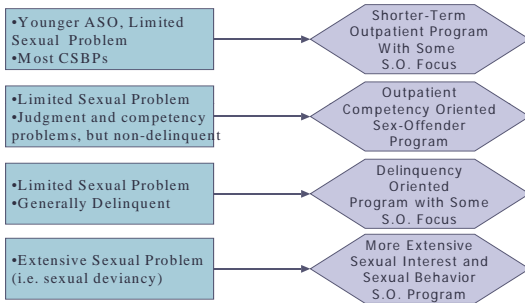 •Younger ASO, Limited
Sexual Problem
•Most CSBPs
Shorter-Term
Outpatient Program
With Some
S.O. Focus
•Limited Sexual Problem
•Judgment and competency
problems, but non-delinquent
Outpatient
Competency Oriented
Sex-Offender
Program
•Limited Sexual Problem
•Generally Delinquent
Delinquency
Oriented
Program with Some
S.O. Focus
•Extensive Sexual Problem
(i.e. sexual deviancy)
More Extensive
Sexual Interest and
Sexual Behavior
S.O. Program